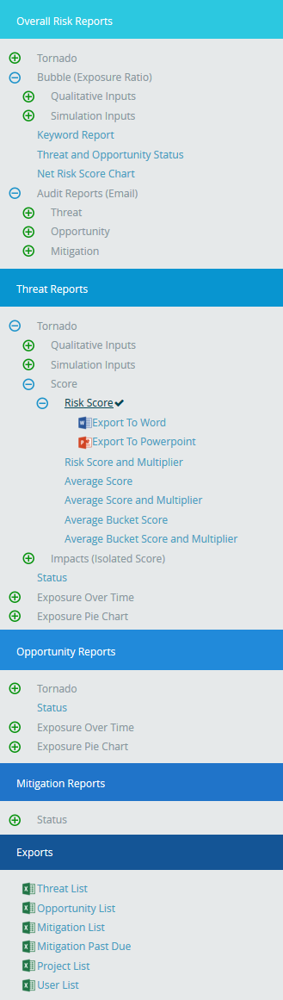 Overall Risk Reports
Tornado
Bubble (Exposure Ratio)
Qualitative Inputs
Simulation Inputs
Keyword Report
Threat and Opportunity Status
Net Risk Score Chart
Audit Reports (Email)
Threat
Opportunity
Mitigation
Threat Reports
Tornado
Qualitative Inputs
Simulation Inputs
Score
Risk Score
Export To Word
Export To Powerpoint
Risk Score and Multiplier
Average Score
Average Score and Multiplier
Average Bucket Score
Average Bucket Score and Multiplier
Impacts (Isolated Score)
Status
Exposure Over Time
Exposure Pie Chart
Opportunity Reports
Tornado
Status
Exposure Over Time
Exposure Pie Chart
Mitigation Reports
Status
Exports
Threat List
Opportunity List
Mitigation List
Mitigation Past Due
Project List
User List